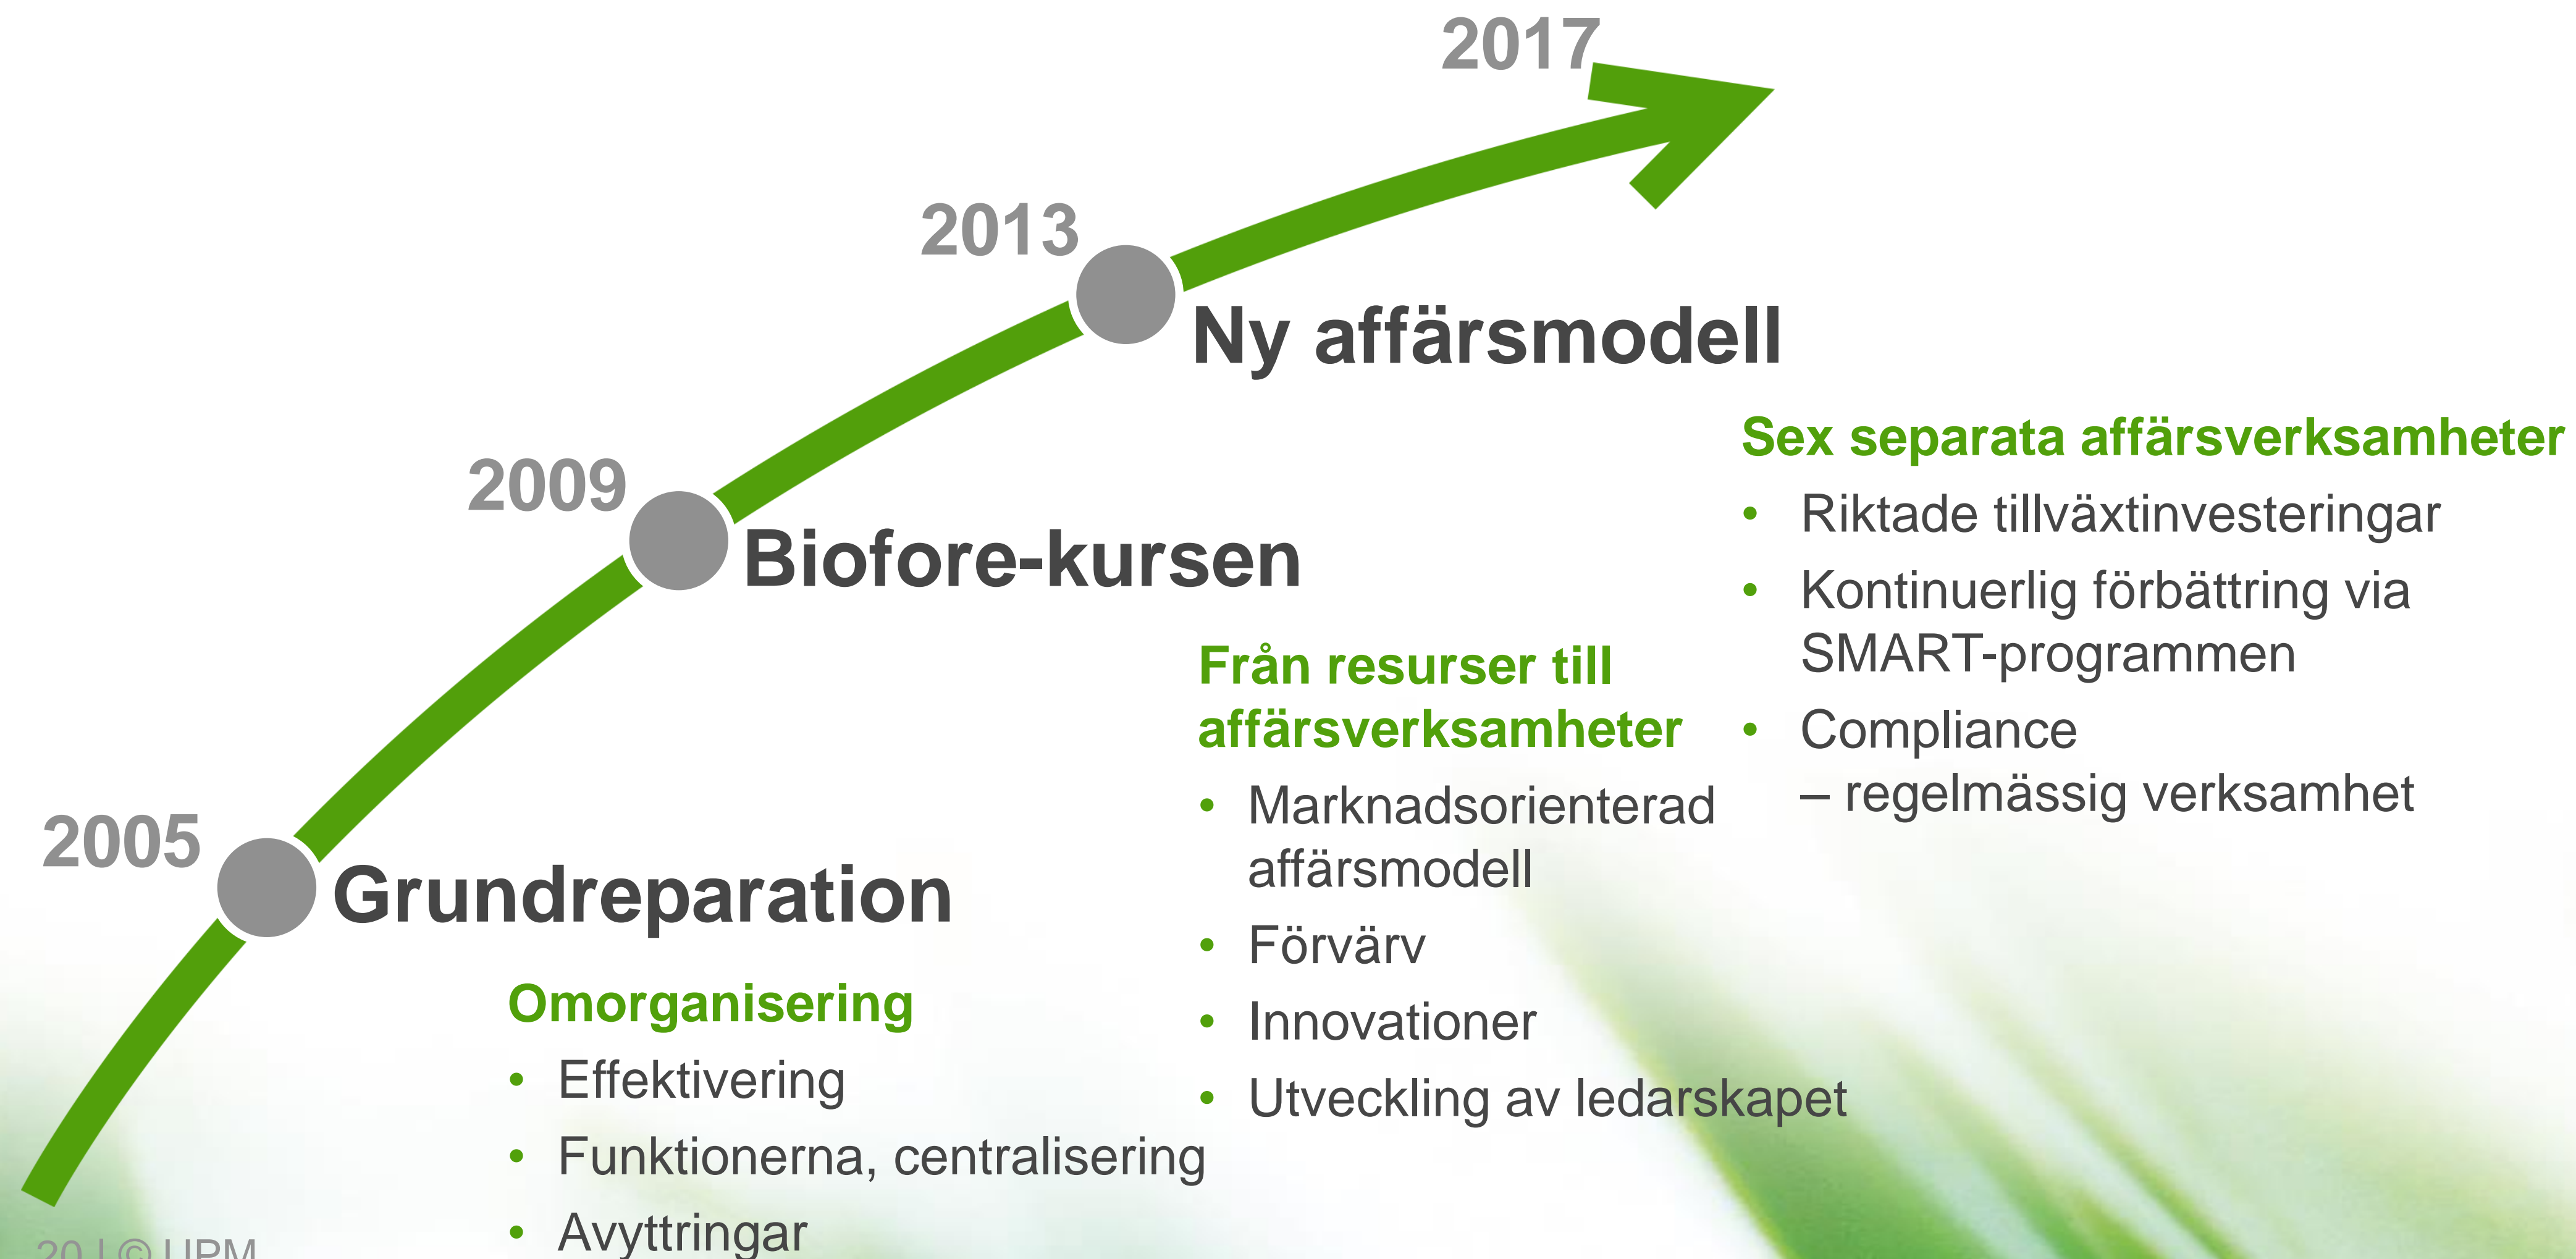 2017
2013
Ny affärsmodell
Sex separata affärsverksamheter
• Riktade tillväxtinvesteringar
• Kontinuerlig förbättring via
SMART-programmen
• Compliance
– regelmässig verksamhet
2009
Biofore-kursen
Från resurser till
affärsverksamheter
• Marknadsorienterad
affärsmodell
• Förvärv
• Innovationer
• Utveckling av ledarskapet
2005
Grundreparation
Omorganisering
• Effektivering
• Funktionerna, centralisering
• Avyttringar
20 | © UPM